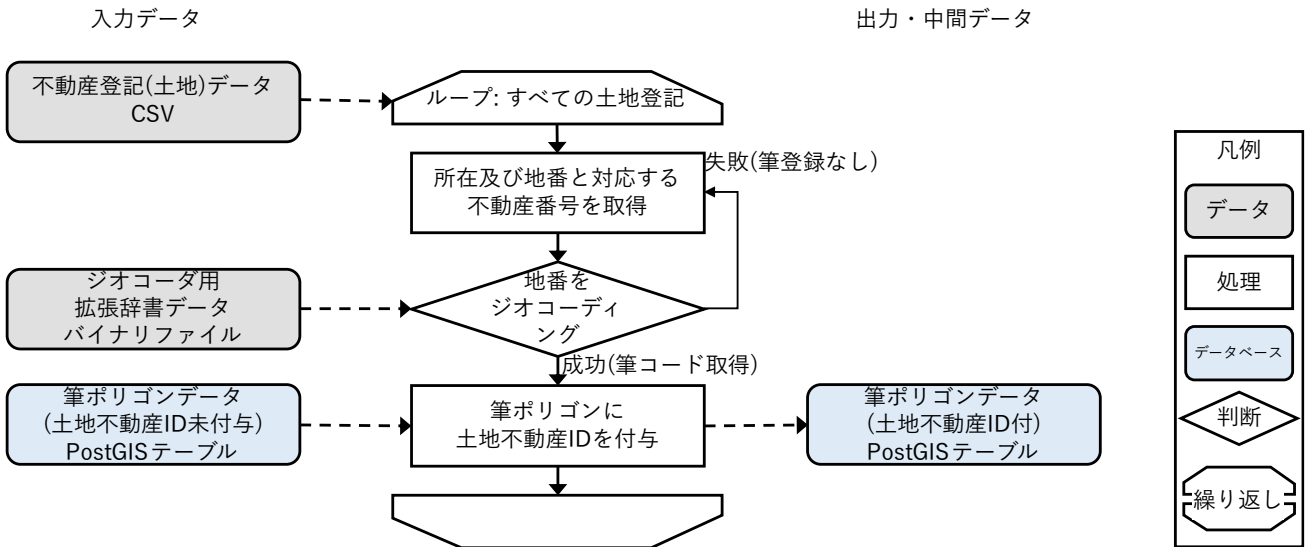 入力データ
出力・中間データ
不動産登記(土地)データ
CSV
ループ: すべての土地登記
失敗(筆登録なし)
所在及び地番と対応する
不動産番号を取得
ジオコーダ用
拡張辞書データ
バイナリファイル
地番を
ジオコーディ
ング
成功(筆コード取得)
筆ポリゴンデータ
(土地不動産ID未付与)
PostGISテーブル
筆ポリゴンに
土地不動産IDを付与
筆ポリゴンデータ
(土地不動産ID付)
PostGISテーブル
凡例
データ
処理
データベース
判断
繰り返し